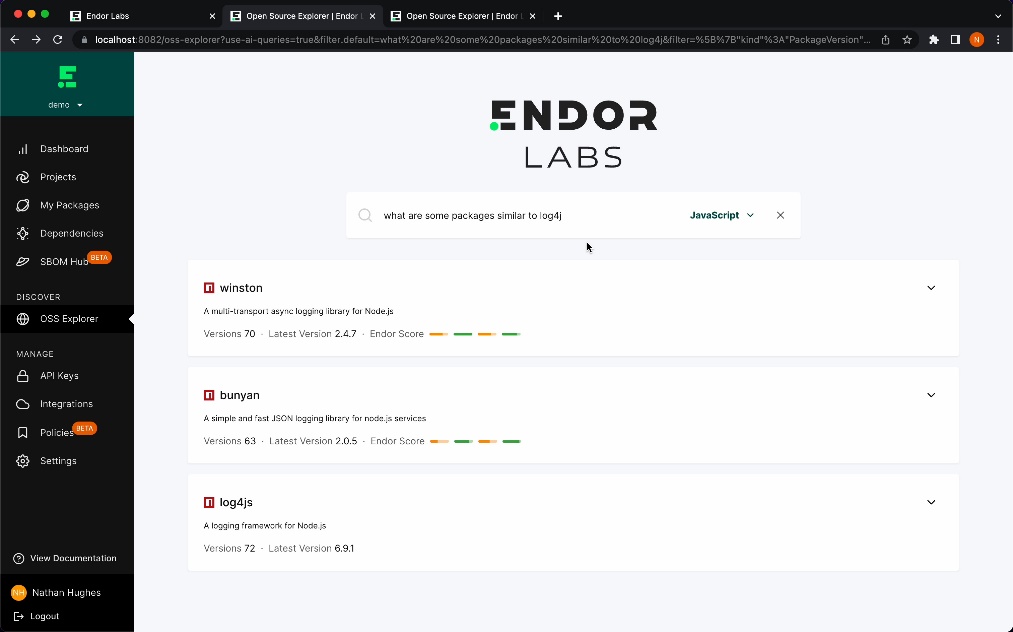 Endor Labs
Open Source Explorer | Endor L
Open Source Explorer | Endor L
localhost:8082/oss-explorer?use-ai-queries=true&filter.default=what%20are%20some%20packages%20similar%20to%20log4j&filter=%5B%7B"kind"%3A"PackageVersion"...
N
demo
Dashboard
Projects
My Packages
Dependencies
SBOM Hub BETA
DISCOVER
OSS Explorer
MANAGE
API Keys
Integrations
Policies BETA
Settings
View Documentation
NH Nathan Hughes
Logout
ENDOR
LABS
what are some packages similar to log4j JavaScript
winston
A multi-transport async logging library for Node.js
Versions 70 · Latest Version 2.4.7 · Endor Score
bunyan
A simple and fast JSON logging library for node.js services
Versions 63 · Latest Version 2.0.5 · Endor Score
log4js
A logging framework for Node.js
Versions 72 · Latest Version 6.9.1